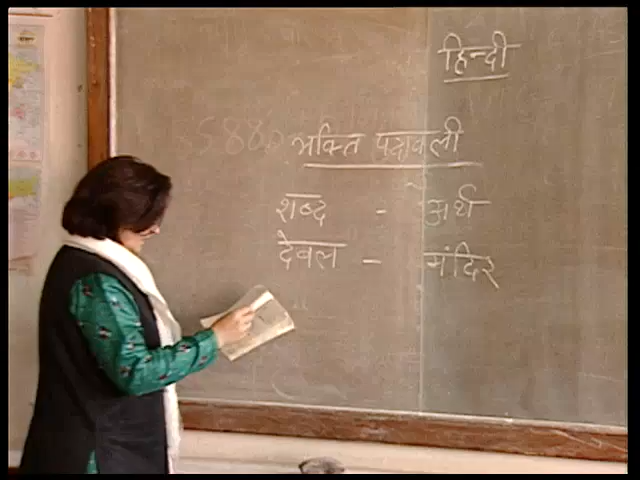 हिन्दी
भक्ति पदावली
शब्द - अर्थ
देवल - मंदिर